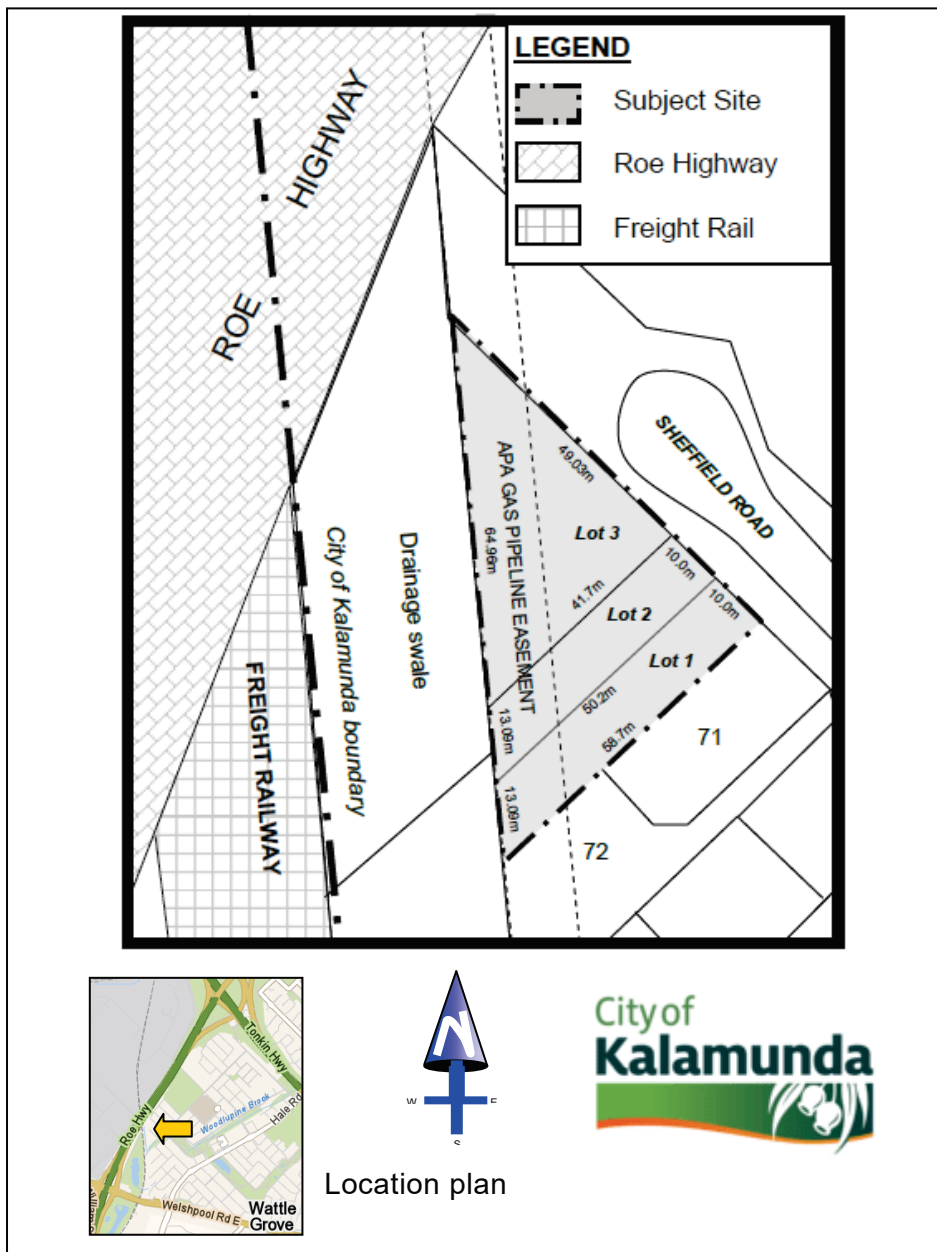 LEGEND
Subject Site
Roe Highway
Freight Rail
ROE HIGHWAY
SHEFFIELD ROAD
APA GAS PIPELINE EASEMENT
49.03m
64.96m
Lot 3
10.0m
41.7m
Lot 2
10.0m
Lot 1
50.2m
58.7m
13.09m
13.09m
71
72
Drainage swale
City of Kalamunda boundary
FREIGHT RAILWAY
Roe Hwy
Tonkin Hwy
Hale Rd
Woodlupine Brook
Welshpool Rd E
Wattle
Grove
N
W
E
S
Location plan
City of
Kalamunda